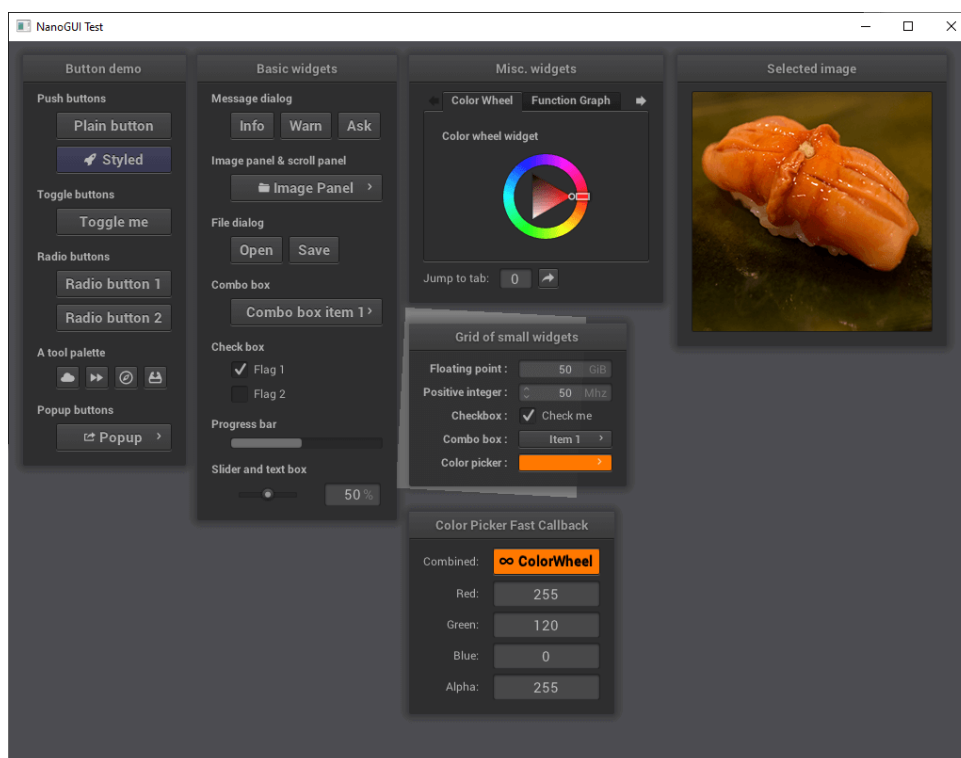 NanoGUI Test
Button demo
Push buttons
Plain button
Styled
Toggle buttons
Toggle me
Radio buttons
Radio button 1
Radio button 2
A tool palette
Popup buttons
Popup
Basic widgets
Message dialog
Info Warn Ask
Image panel & scroll panel
Image Panel
File dialog
Open Save
Combo box
Combo box item 1
Check box
Flag 1
Flag 2
Progress bar
Slider and text box
50 %
Misc. widgets
Color Wheel Function Graph
Color wheel widget
Jump to tab: 0
Grid of small widgets
Floating point : 50 GiB
Positive integer : 50 Mhz
Checkbox : Check me
Combo box : Item 1
Color picker :
Color Picker Fast Callback
Combined: ColorWheel
Red: 255
Green: 120
Blue: 0
Alpha: 255
Selected image